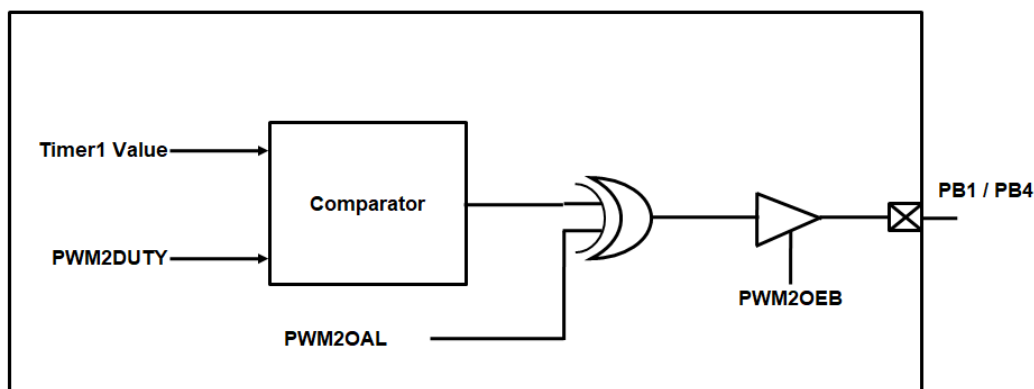 Timer1 Value
Comparator
PB1 / PB4
PWM2DUTY
PWM2OEB
PWM2OAL